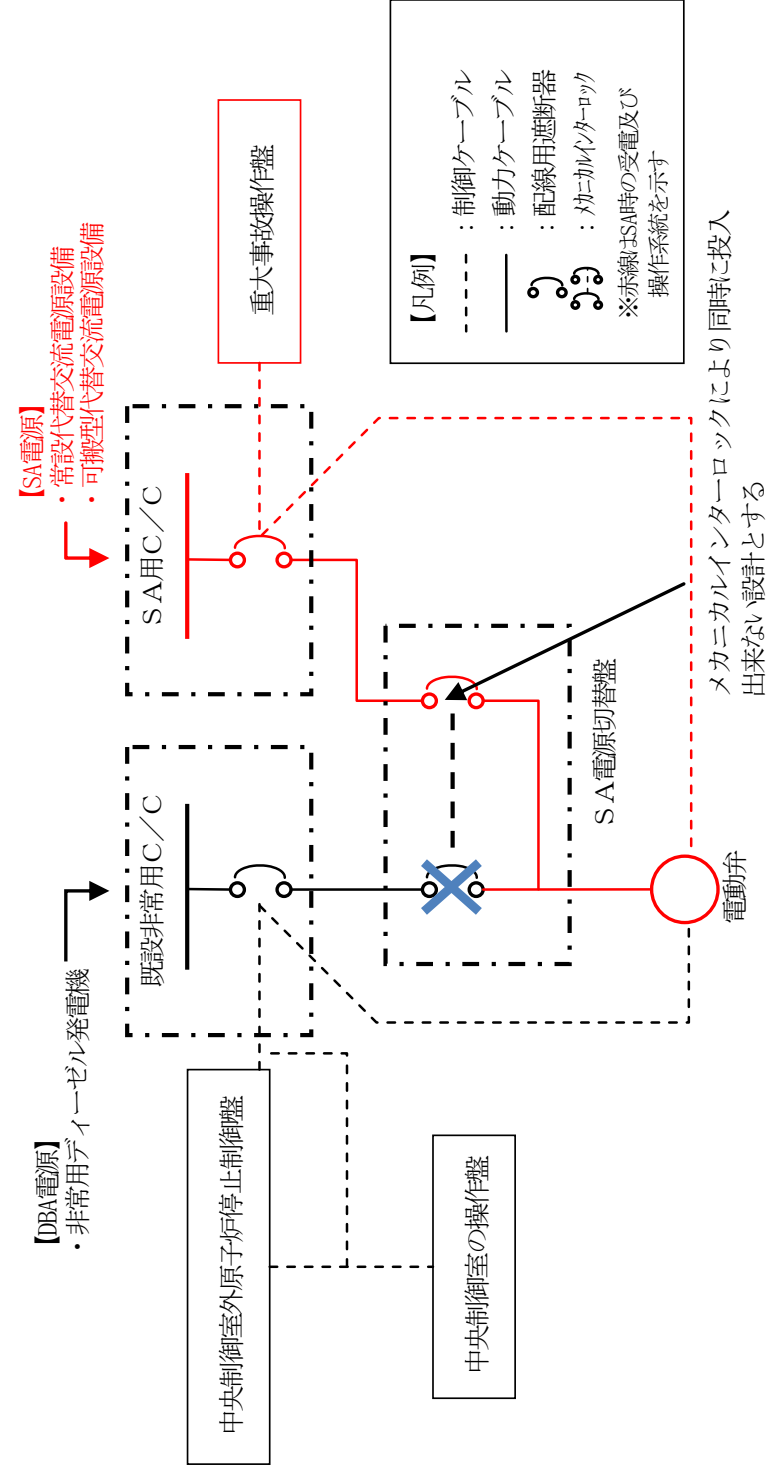 【DBA電源】
・非常用ディーゼル発電機
【SA電源】
・常設代替交流電源設備
・可搬型代替交流電源設備
既設非常用C/C
SA用C/C
中央制御室外原子炉停止制御盤
中央制御室の操作盤
重大事故操作盤
SA電源切替盤
電動弁
メカニカルインターロックにより同時に投入
出来ない設計とする
【凡例】
：制御ケーブル
：動力ケーブル
：配線用遮断器
：メカニカルインターロック
※赤線はSA時の受電及び
操作系統を示す